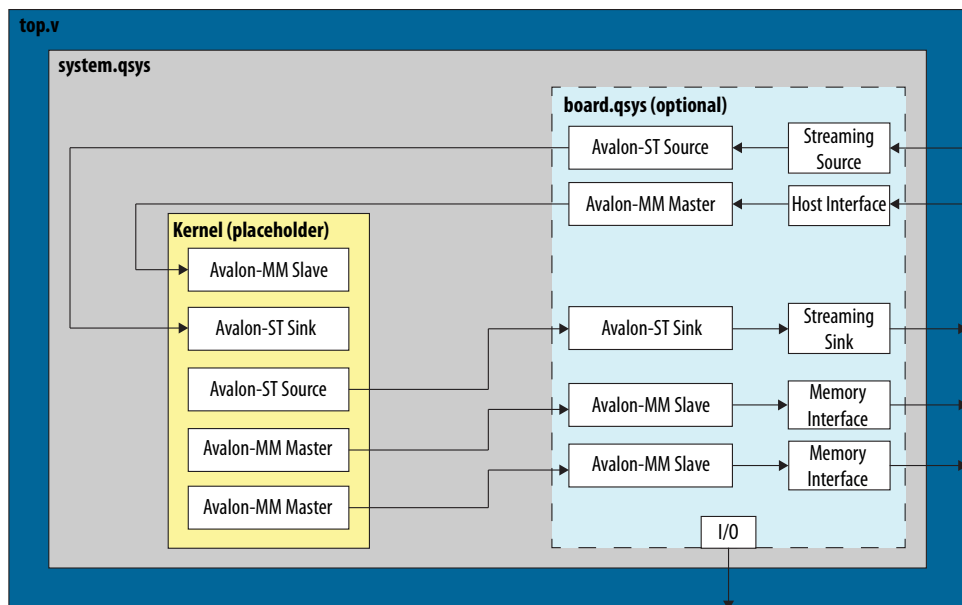 top.v
system.qsys
board.qsys (optional)
Avalon-ST Source
Streaming
Source
Avalon-MM Master
Host Interface
Kernel (placeholder)
Avalon-MM Slave
Avalon-ST Sink
Avalon-ST Source
Avalon-MM Master
Avalon-MM Master
Avalon-ST Sink
Streaming
Sink
Avalon-MM Slave
Memory
Interface
Avalon-MM Slave
Memory
Interface
I/O